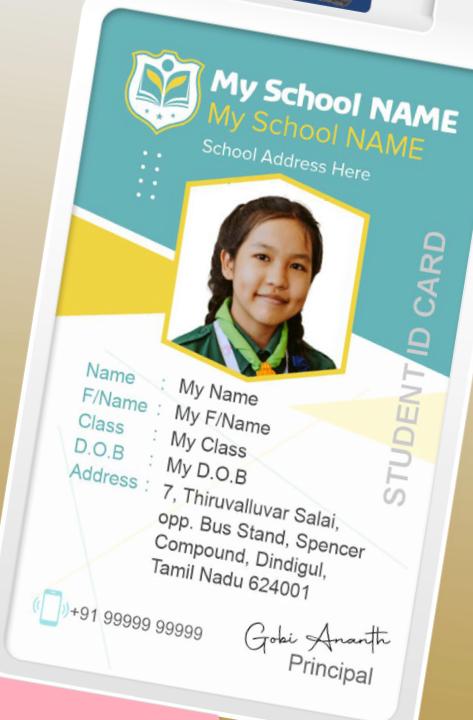 My School NAME
My School NAME
School Address Here
STUDENT ID CARD
Name : My Name
F/Name : My F/Name
Class : My Class
D.O.B : My D.O.B
Address : 7, Thiruvalluvar Salai,
opp. Bus Stand, Spencer
Compound, Dindigul,
Tamil Nadu 624001
+91 99999 99999
Gobi Ananth
Principal